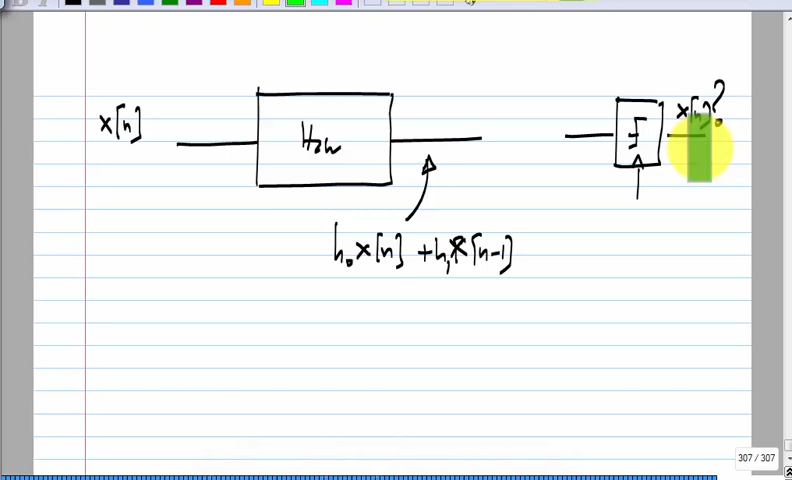 x[n]
x[n]?
h₀x[n] + h₁x[n-1]
307 / 307